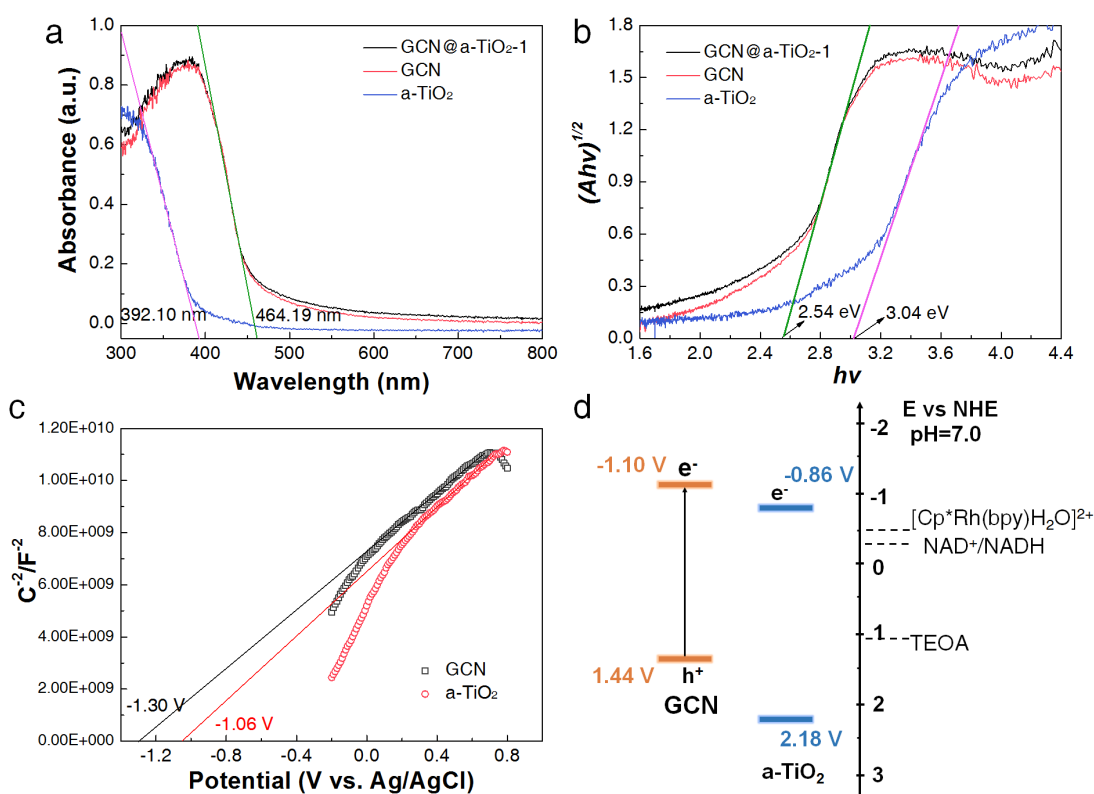 a
1.0
0.8
0.6
0.4
0.2
0.0
Absorbance (a.u.)
GCN@a-TiO₂-1
GCN
a-TiO₂
392.10 nm
464.19 nm
300 400 500 600 700 800
Wavelength (nm)
b
1.8
1.5
1.2
0.9
0.6
0.3
0.0
(Ahv)^1/2
GCN@a-TiO₂-1
GCN
a-TiO₂
2.54 eV
3.04 eV
1.6 2.0 2.4 2.8 3.2 3.6 4.0 4.4
hv
c
1.20E+010
1.00E+010
8.00E+009
6.00E+009
4.00E+009
2.00E+009
0.00E+000
C⁻²/F⁻²
GCN
a-TiO₂
-1.30 V
-1.06 V
-1.2 -0.8 -0.4 0.0 0.4 0.8
Potential (V vs. Ag/AgCl)
d
E vs NHE
pH=7.0
-2
-1
0
1
2
3
-1.10 V
e⁻
-0.86 V
e⁻
[Cp*Rh(bpy)H₂O]²⁺
NAD⁺/NADH
TEOA
1.44 V
h⁺
GCN
2.18 V
a-TiO₂